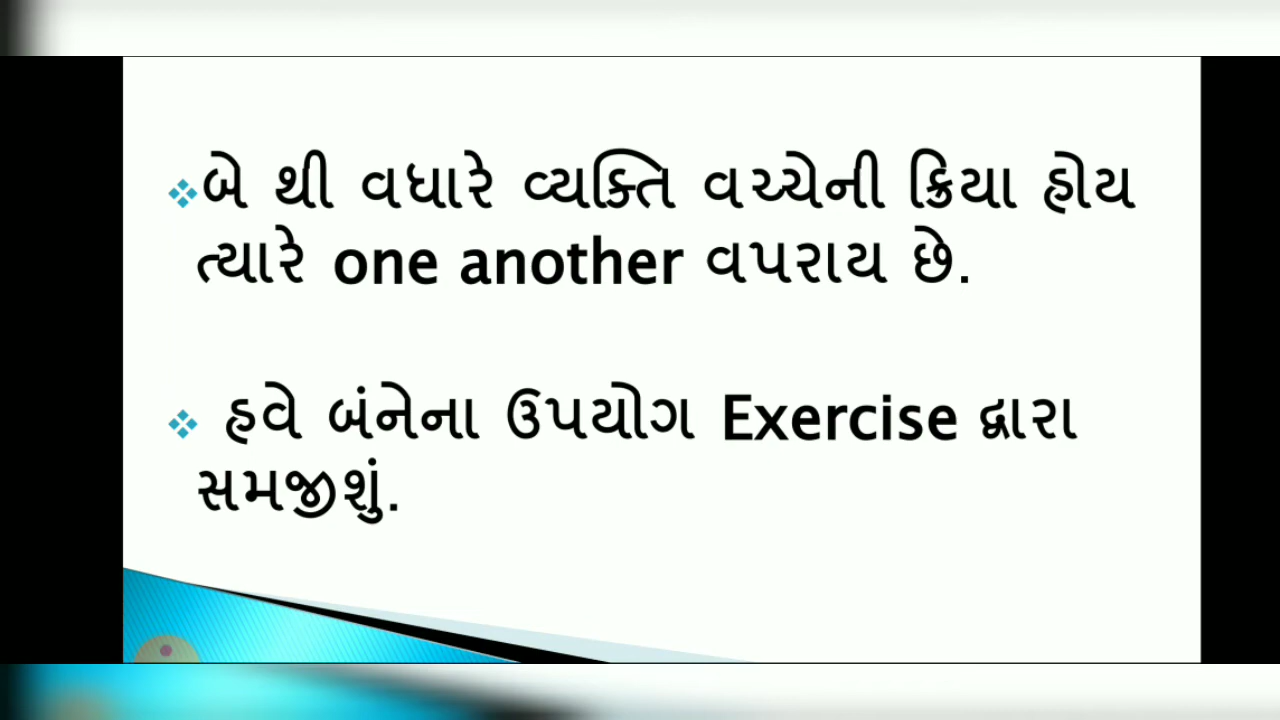 બે થી વધારે વ્યક્તિ વચ્ચેની ક્રિયા હોય
ત્યારે one another વપરાય છે.
હવે બંનેના ઉપયોગ Exercise દ્વારા
સમજીશું.